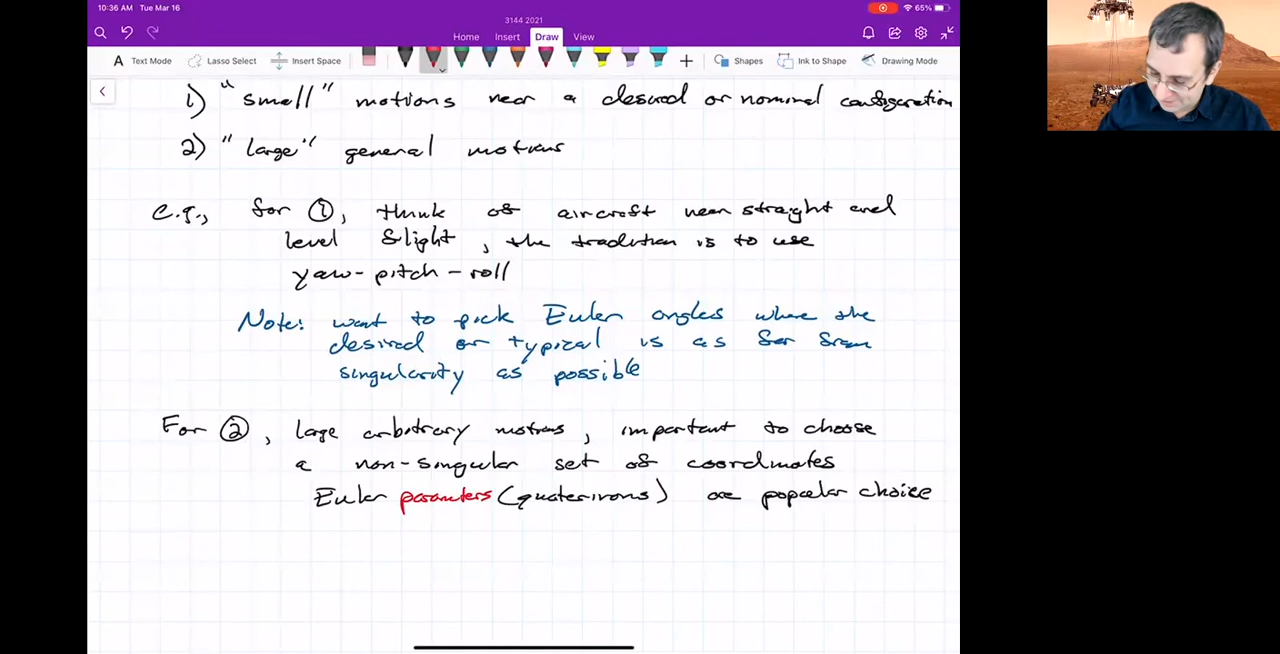 10:36 AM Tue Mar 16
65%
3144 2021
Home Insert Draw View
Text Mode Lasso Select Insert Space Shapes Ink to Shape Drawing Mode
1) "small" motions near a desired or nominal configuration
2) "large" general motions
e.g., for ①, think of aircraft near straight and
level flight, the tradition is to use
yaw-pitch-roll
Note: want to pick Euler angles where the
desired or typical is as far from
singularity as possible
For ②, large arbitrary motions, important to choose
a non-singular set of coordinates
Euler parameters (quaternions) are popular choice